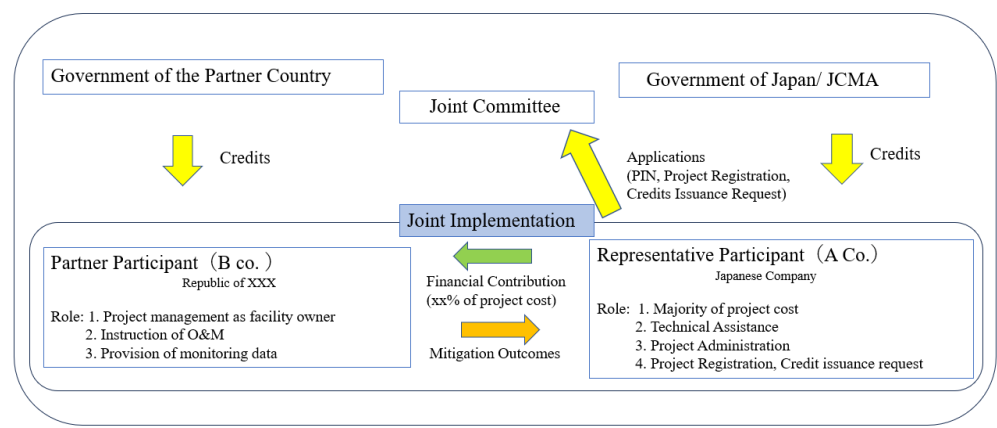 Government of the Partner Country
Government of Japan/ JCMA
Joint Committee
Credits
Applications
(PIN, Project Registration,
Credits Issuance Request)
Credits
Joint Implementation
Partner Participant（B co. ）
Republic of XXX
Role: 1. Project management as facility owner
2. Instruction of O&M
3. Provision of monitoring data
Financial Contribution
(xx% of project cost)
Mitigation Outcomes
Representative Participant（A Co.）
Japanese Company
Role: 1. Majority of project cost
2. Technical Assistance
3. Project Administration
4. Project Registration, Credit issuance request